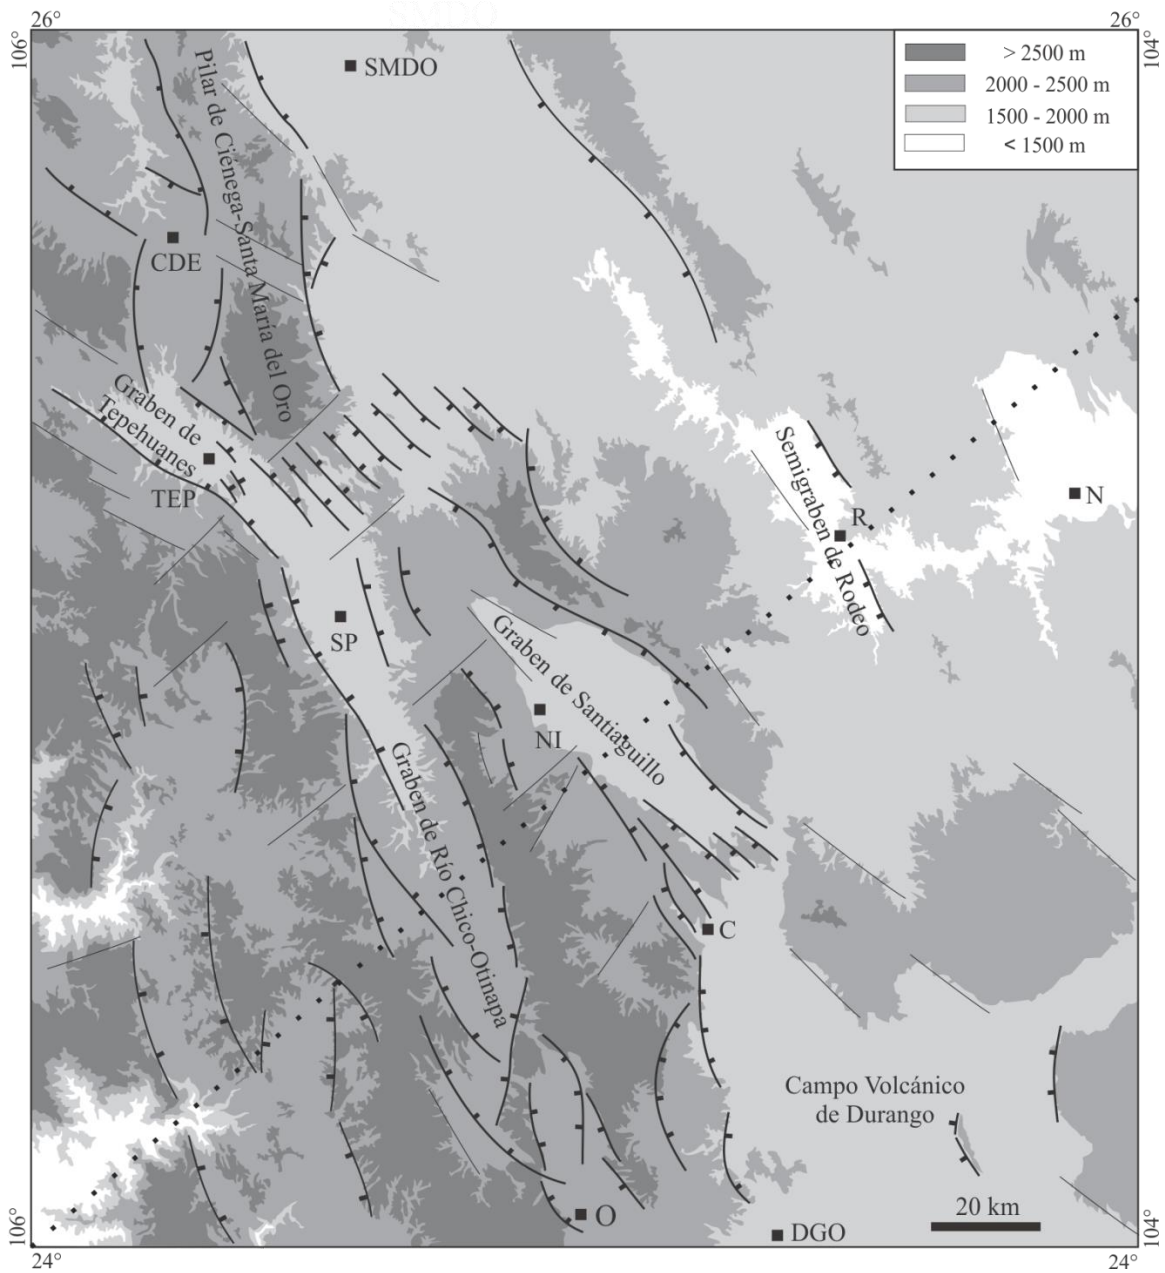 SMDO
26°
26°
106°
104°
> 2500 m
2000 - 2500 m
1500 - 2000 m
< 1500 m
SMDO
Pilar de Cienega-Santa María del Oro
CDE
Graben de
Tepehuanes
TEP
Semigraben de Rodeo
N
R
SP
Graben de Santiaguillo
NI
Graben de Río Chico-Otinapa
C
Campo Volcánico
de Durango
20 km
O
DGO
106°
104°
24°
24°